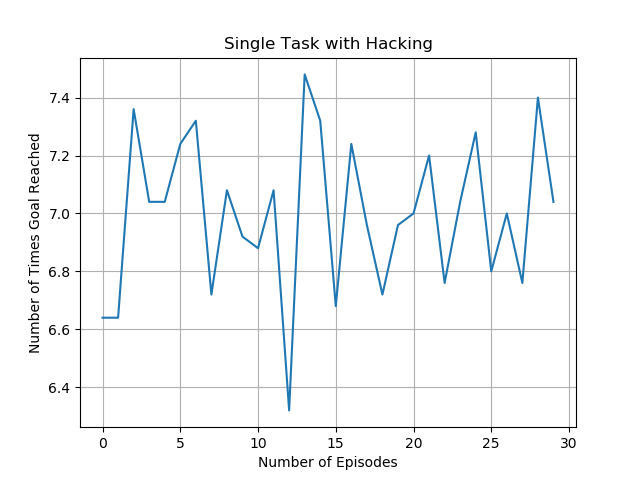 Single Task with Hacking
Number of Times Goal Reached
7.4
7.2
7.0
6.8
6.6
6.4
0 5 10 15 20 25 30
Number of Episodes